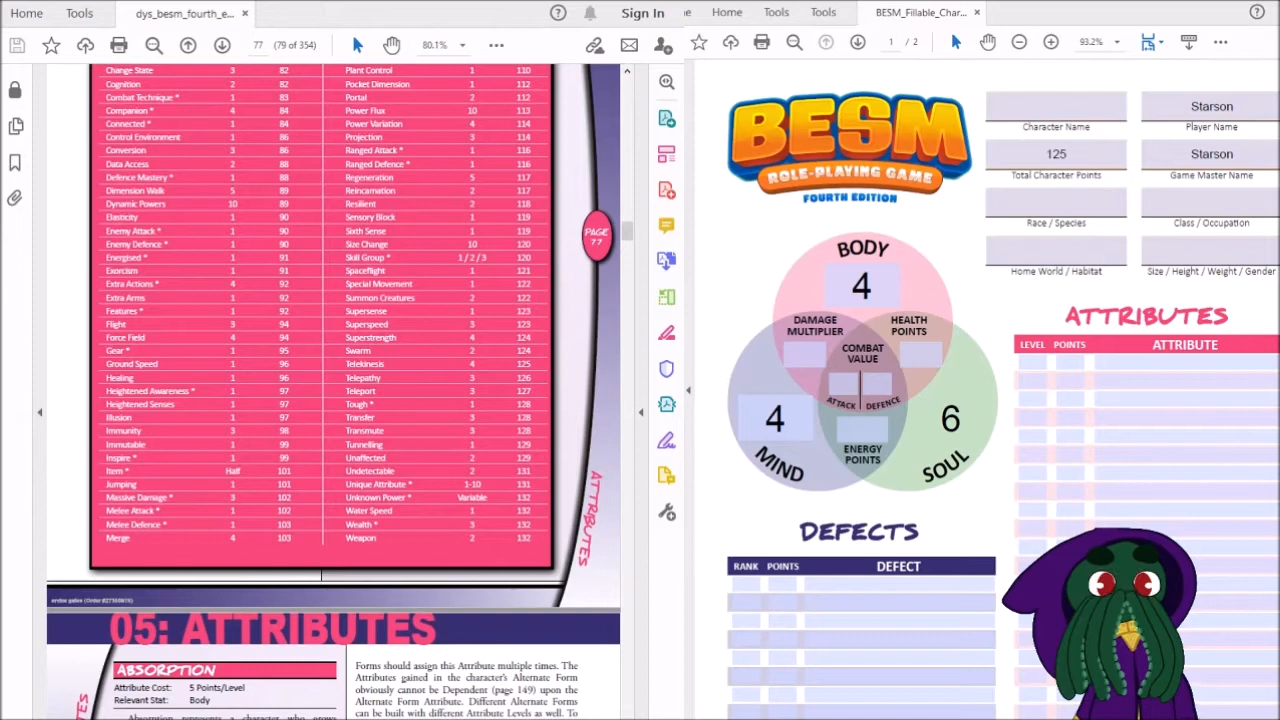 Home Tools dys_besm_fourth_e... × Sign In
77 (79 of 354) 80.1%
Change State 3 82 Plant Control 1 110
Cognition 2 82 Pocket Dimension 1 112
Combat Technique * 1 83 Portal 2 112
Companion * 4 84 Power Flux 10 113
Connected * 1 84 Power Variation 4 114
Control Environment 1 86 Projection 3 114
Conversion 3 86 Ranged Attack * 1 116
Data Access 2 88 Ranged Defence * 1 116
Defence Mastery * 1 88 Regeneration 5 117
Dimension Walk 5 89 Reincarnation 2 117
Dynamic Powers 10 89 Resilient 2 118
Elasticity 1 90 Sensory Block 1 119
Enemy Attack * 1 90 Sixth Sense 1 119
Enemy Defence * 1 90 Size Change 10 120
Energised * 1 91 Skill Group * 1 / 2 / 3 120
Exorcism 1 91 Spaceflight 1 121
Extra Actions * 4 92 Special Movement 1 122
Extra Arms 1 92 Summon Creatures 2 122
Features * 1 92 Supersense 1 123
Flight 3 94 Superspeed 3 123
Force Field 4 94 Superstrength 4 124
Gear * 1 95 Swarm 2 124
Ground Speed 1 96 Telekinesis 4 125
Healing 1 96 Telepathy 3 126
Heightened Awareness * 1 97 Teleport 3 127
Heightened Senses 1 97 Tough * 1 128
Illusion 1 97 Transfer 3 128
Immunity 3 98 Transmute 3 128
Immutable 1 99 Tunnelling 1 129
Inspire * 1 99 Unaffected 2 129
Item * Half 101 Undetectable 2 131
Jumping 1 101 Unique Attribute * 1-10 131
Massive Damage * 3 102 Unknown Power * Variable 132
Melee Attack * 1 102 Water Speed 1 132
Melee Defence * 1 103 Wealth * 3 132
Merge 4 103 Weapon 2 132
PAGE
77
ATTRIBUTES
05: ATTRIBUTES
ABSORPTION
Attribute Cost: 5 Points/Level
Relevant Stat: Body
Absorption represents a character who grows
Forms should assign this Attribute multiple times. The
Attributes gained in the character's Alternate Form
obviously cannot be Dependent (page 149) upon the
Alternate Form Attribute. Different Alternate Forms
can be built with different Attribute Levels as well. To
Home Tools Tools BESM_Fillable_Char... ×
1 / 2 93.2%
BESM
ROLE-PLAYING GAME
FOURTH EDITION
Character Name
125
Total Character Points
Race / Species
Home World / Habitat
Class / Occupation
BODY
4
DAMAGE
MULTIPLIER
HEALTH
POINTS
COMBAT
VALUE
ATTACK DEFENCE
4
MIND
6
SOUL
ENERGY
POINTS
ATTRIBUTES
LEVEL POINTS ATTRIBUTE
DEFECTS
RANK POINTS DEFECT